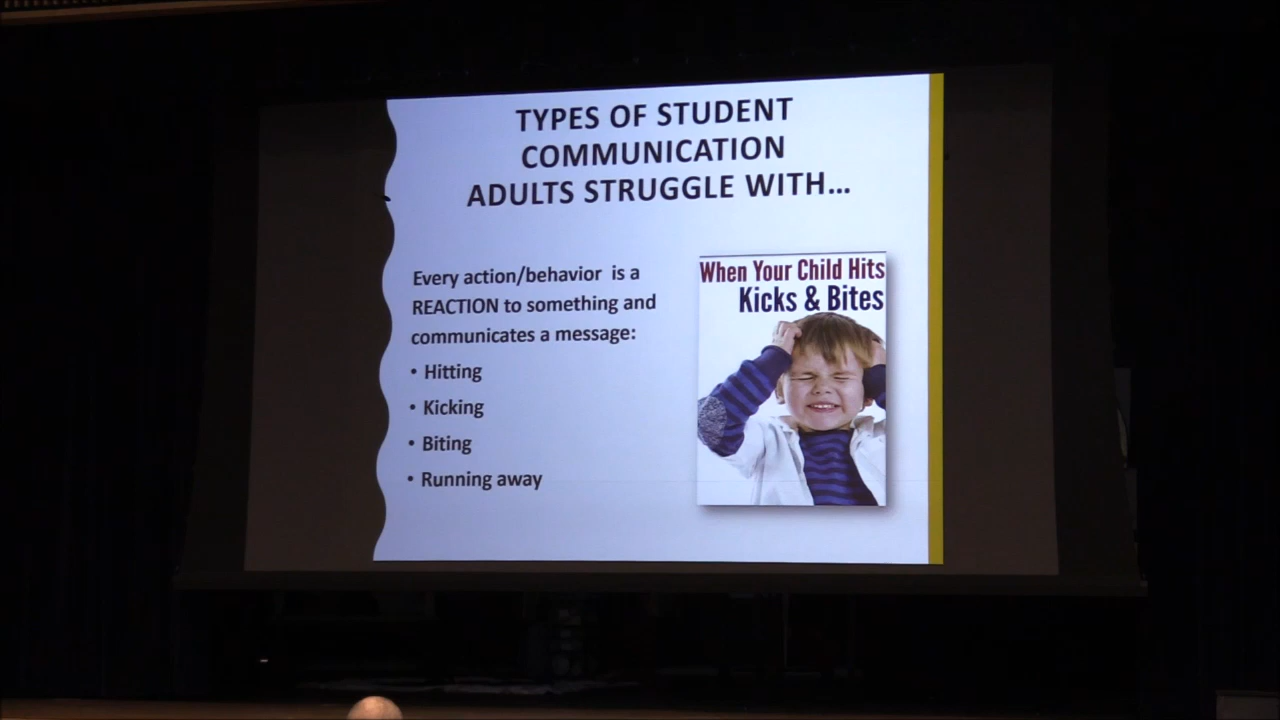 TYPES OF STUDENT
COMMUNICATION
ADULTS STRUGGLE WITH...
Every action/behavior is a
REACTION to something and
communicates a message:
• Hitting
• Kicking
• Biting
• Running away
When Your Child Hits
Kicks & Bites